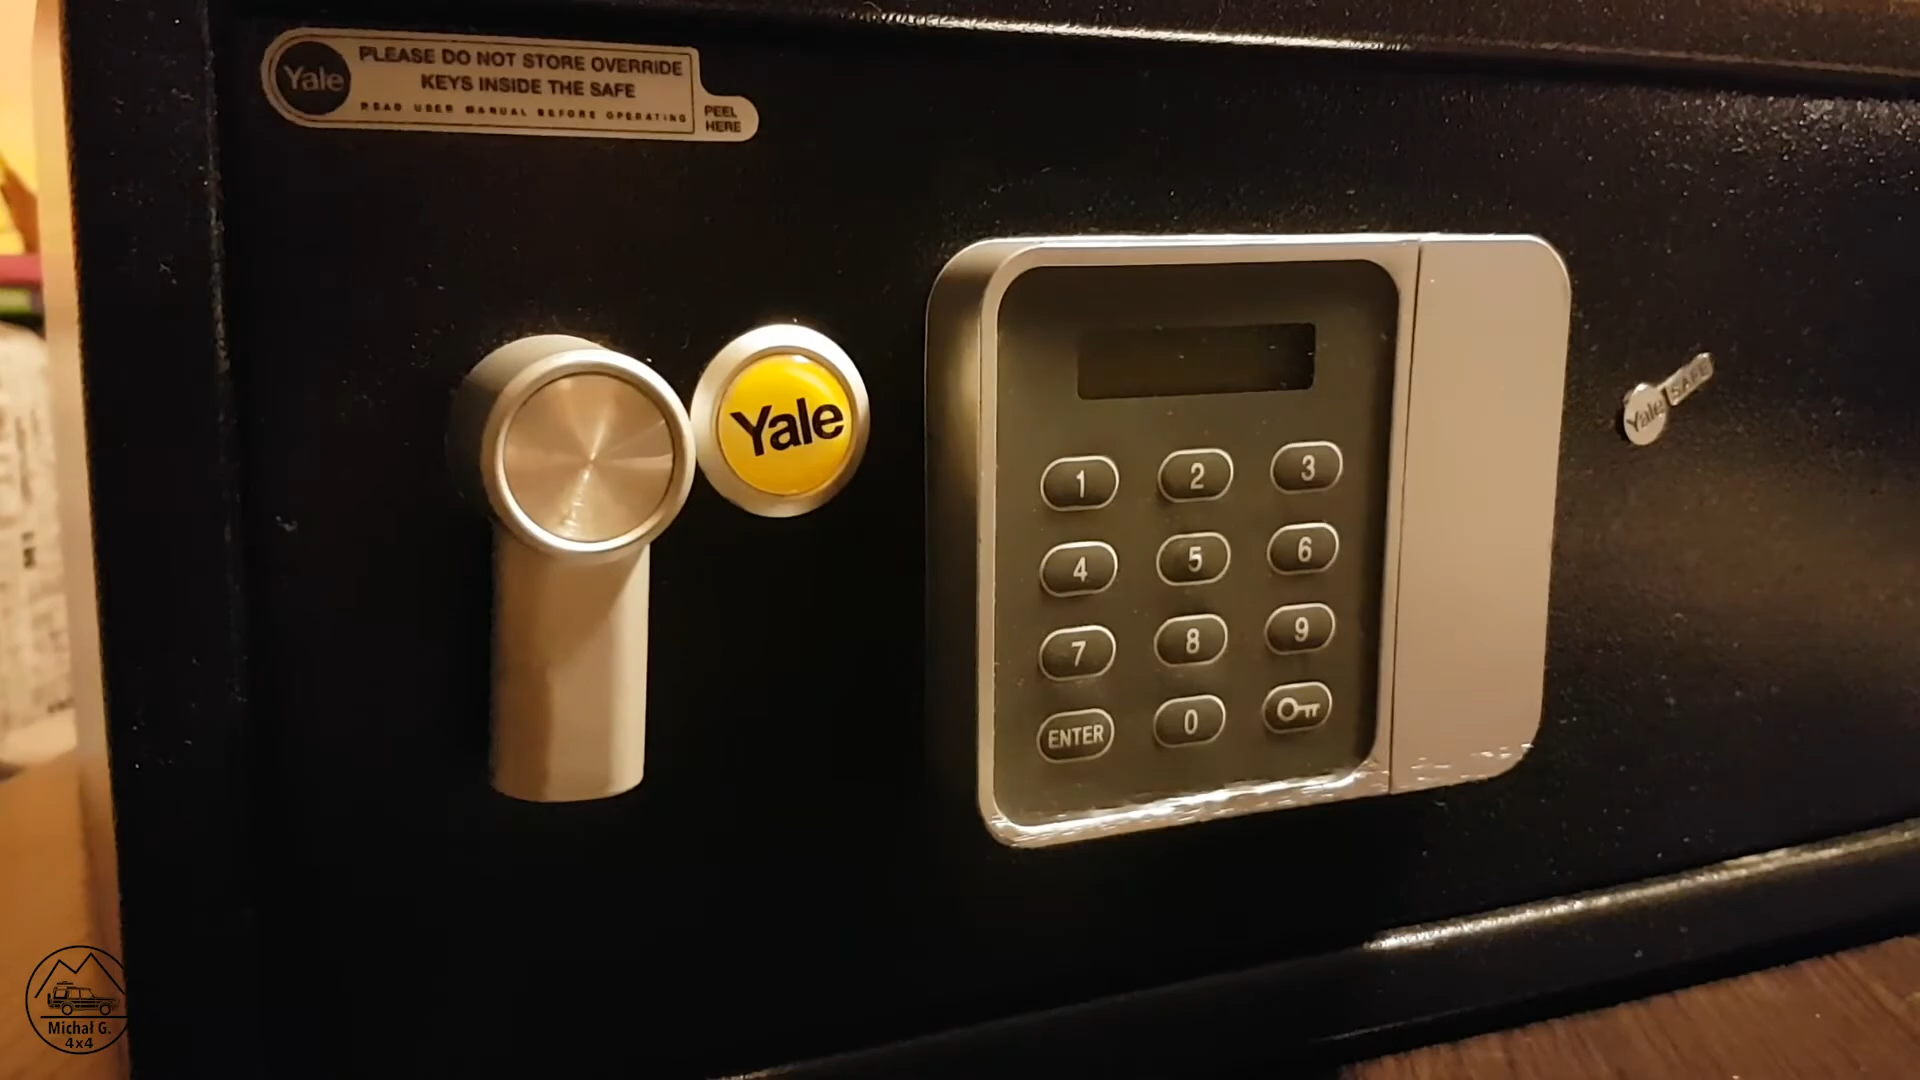 Yale
PLEASE DO NOT STORE OVERRIDE
KEYS INSIDE THE SAFE
READ USER MANUAL BEFORE OPERATING
PEEL
HERE
Yale
Yale SAFE
1 2 3
4 5 6
7 8 9
ENTER 0
Michal G.
4x4